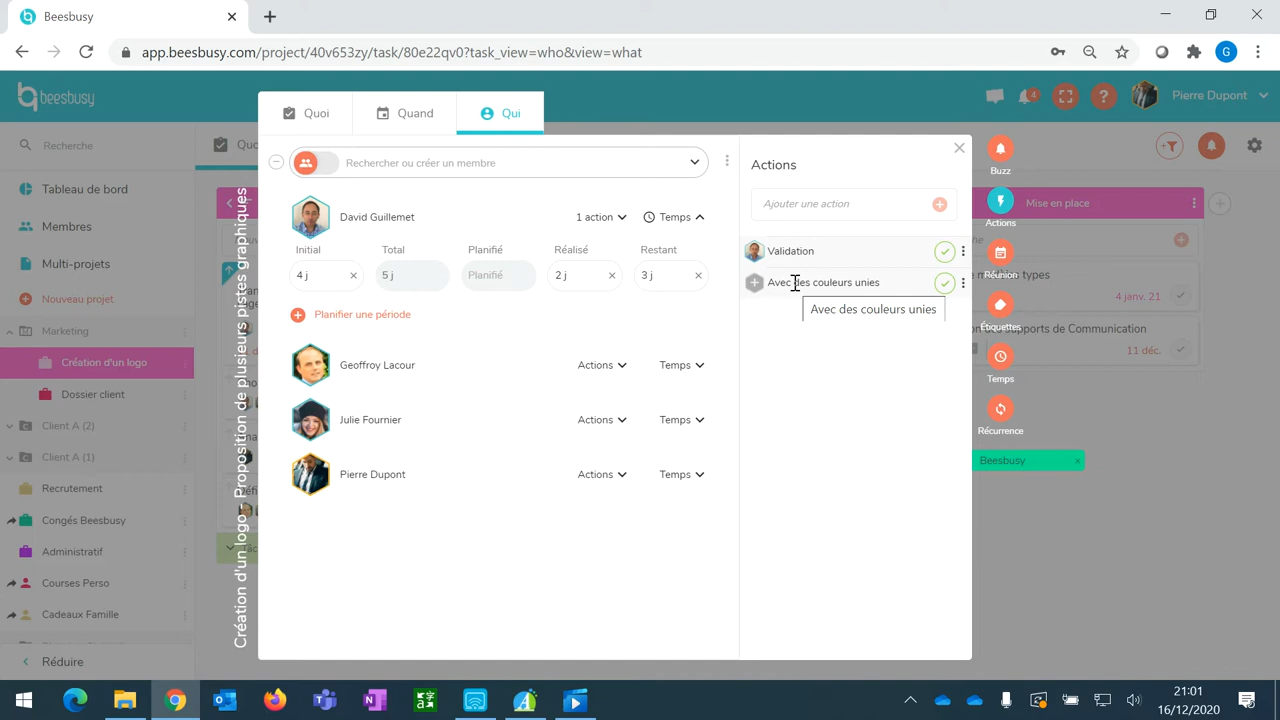 Beesbusy
app.beesbusy.com/project/40v653zy/task/80e22qv0?task_view=who&view=what
G
beesbusy
Quoi
Quand
Qui
4
Pierre Dupont
Recherche
Quo
Rechercher ou créer un membre
Actions
Buzz
Tableau de bord
Membres
Multi-projets
Nouveau projet
Marketing
Création d'un logo
Dossier client
Client A (2)
Client A (1)
Recrutement
Congés Beesbusy
Administratif
Courses Perso
Cadeaux Famille
Réduire
Création d'un logo - Proposition de plusieurs pistes graphiques
David Guillemet
1 action
Temps
Initial
Total
Planifié
Réalisé
Restant
4 j
5 j
Planifié
2 j
3 j
Planifier une période
Geoffroy Lacour
Actions
Temps
Julie Fournier
Actions
Temps
Pierre Dupont
Actions
Temps
Ajouter une action
Validation
Avec des couleurs unies
Avec des couleurs unies
Actions
Réunion
Étiquettes
Temps
Récurrence
Mise en place
types
4 janv. 21
supports de Communication
11 déc.
Beesbusy
21:01
16/12/2020